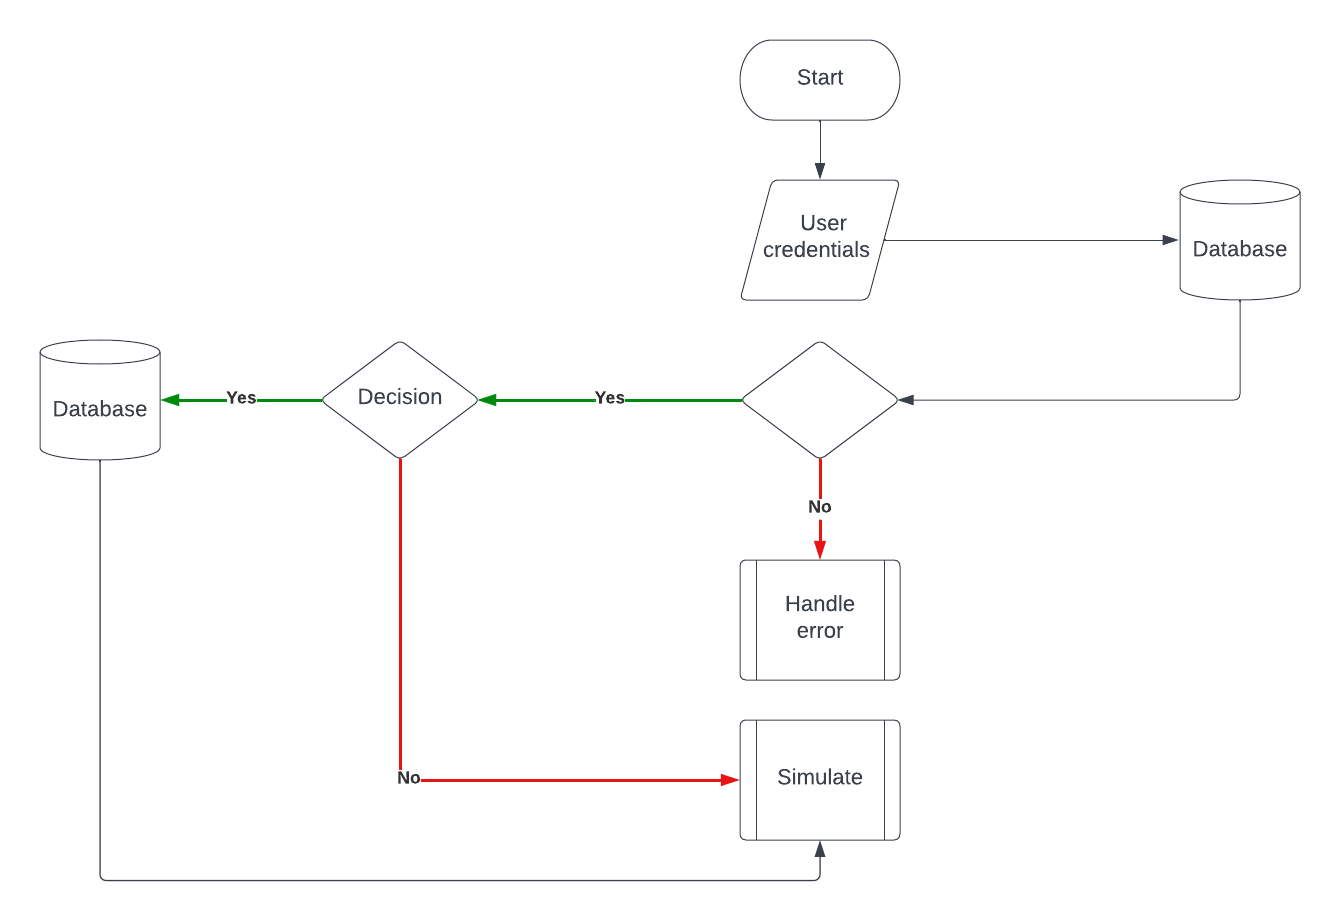 Start
User
credentials
Database
Database
Yes
Decision
Yes
No
Handle
error
No
Simulate